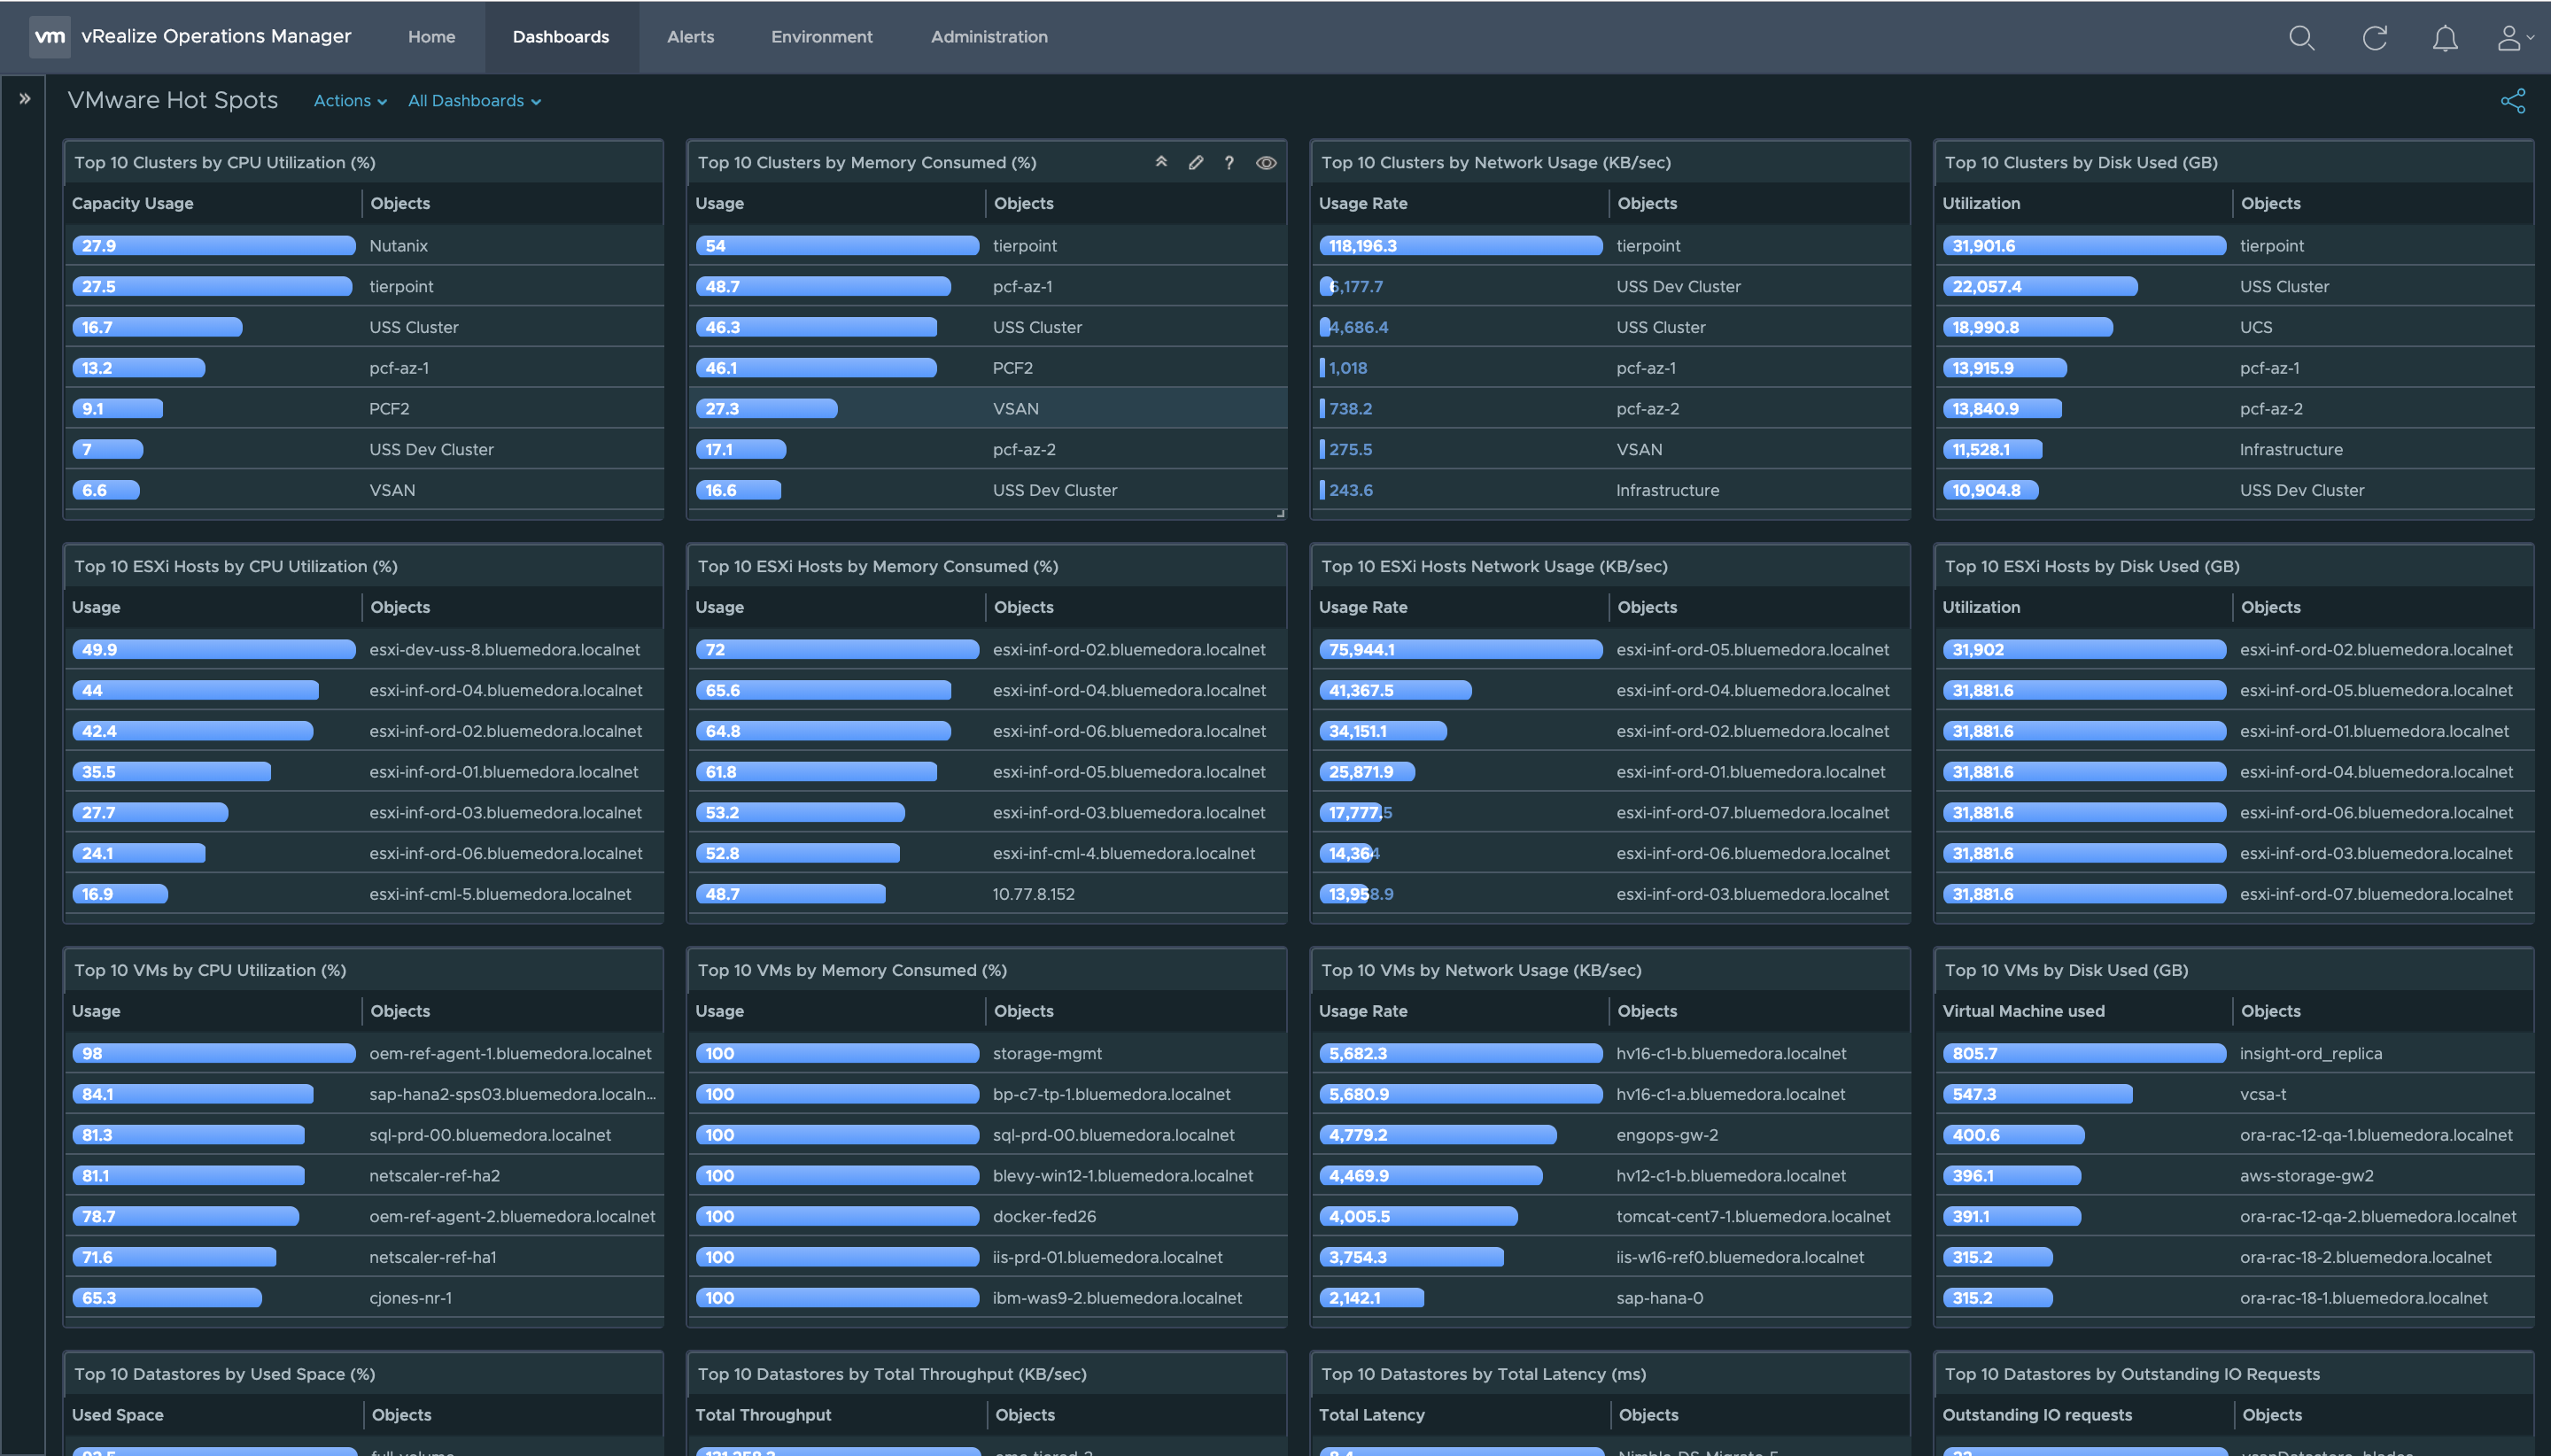 vm vRealize Operations Manager Home Dashboards Alerts Environment Administration
VMware Hot Spots Actions All Dashboards
Top 10 Clusters by CPU Utilization (%)
Capacity Usage Objects
27.9 Nutanix
27.5 tierpoint
16.7 USS Cluster
13.2 pcf-az-1
9.1 PCF2
7 USS Dev Cluster
6.6 VSAN
Top 10 Clusters by Memory Consumed (%) ?
Usage Objects
54 tierpoint
48.7 pcf-az-1
46.3 USS Cluster
46.1 PCF2
27.3 VSAN
17.1 pcf-az-2
16.6 USS Dev Cluster
Top 10 Clusters by Network Usage (KB/sec)
Usage Rate Objects
118,196.3 tierpoint
6,177.7 USS Dev Cluster
4,686.4 USS Cluster
1,018 pcf-az-1
738.2 pcf-az-2
275.5 VSAN
243.6 Infrastructure
Top 10 Clusters by Disk Used (GB)
Utilization Objects
31,901.6 tierpoint
22,057.4 USS Cluster
18,990.8 UCS
13,915.9 pcf-az-1
13,840.9 pcf-az-2
11,528.1 Infrastructure
10,904.8 USS Dev Cluster
Top 10 ESXi Hosts by CPU Utilization (%)
Usage Objects
49.9 esxi-dev-uss-8.bluemedora.localnet
44 esxi-inf-ord-04.bluemedora.localnet
42.4 esxi-inf-ord-02.bluemedora.localnet
35.5 esxi-inf-ord-01.bluemedora.localnet
27.7 esxi-inf-ord-03.bluemedora.localnet
24.1 esxi-inf-ord-06.bluemedora.localnet
16.9 esxi-inf-cml-5.bluemedora.localnet
Top 10 ESXi Hosts by Memory Consumed (%)
Usage Objects
72 esxi-inf-ord-02.bluemedora.localnet
65.6 esxi-inf-ord-04.bluemedora.localnet
64.8 esxi-inf-ord-06.bluemedora.localnet
61.8 esxi-inf-ord-05.bluemedora.localnet
53.2 esxi-inf-ord-03.bluemedora.localnet
52.8 esxi-inf-cml-4.bluemedora.localnet
48.7 10.77.8.152
Top 10 ESXi Hosts Network Usage (KB/sec)
Usage Rate Objects
75,944.1 esxi-inf-ord-05.bluemedora.localnet
41,367.5 esxi-inf-ord-04.bluemedora.localnet
34,151.1 esxi-inf-ord-02.bluemedora.localnet
25,871.9 esxi-inf-ord-01.bluemedora.localnet
17,777.5 esxi-inf-ord-07.bluemedora.localnet
14,364 esxi-inf-ord-06.bluemedora.localnet
13,958.9 esxi-inf-ord-03.bluemedora.localnet
Top 10 ESXi Hosts by Disk Used (GB)
Utilization Objects
31,902 esxi-inf-ord-02.bluemedora.localnet
31,881.6 esxi-inf-ord-05.bluemedora.localnet
31,881.6 esxi-inf-ord-01.bluemedora.localnet
31,881.6 esxi-inf-ord-04.bluemedora.localnet
31,881.6 esxi-inf-ord-06.bluemedora.localnet
31,881.6 esxi-inf-ord-03.bluemedora.localnet
31,881.6 esxi-inf-ord-07.bluemedora.localnet
Top 10 VMs by CPU Utilization (%)
Usage Objects
98 oem-ref-agent-1.bluemedora.localnet
84.1 sap-hana2-sps03.bluemedora.localn...
81.3 sql-prd-00.bluemedora.localnet
81.1 netscaler-ref-ha2
78.7 oem-ref-agent-2.bluemedora.localnet
71.6 netscaler-ref-ha1
65.3 cjones-nr-1
Top 10 VMs by Memory Consumed (%)
Usage Objects
100 storage-mgmt
100 bp-c7-tp-1.bluemedora.localnet
100 sql-prd-00.bluemedora.localnet
100 blevy-win12-1.bluemedora.localnet
100 docker-fed26
100 iis-prd-01.bluemedora.localnet
100 ibm-was9-2.bluemedora.localnet
Top 10 VMs by Network Usage (KB/sec)
Usage Rate Objects
5,682.3 hv16-c1-b.bluemedora.localnet
5,680.9 hv16-c1-a.bluemedora.localnet
4,779.2 engops-gw-2
4,469.9 hv12-c1-b.bluemedora.localnet
4,005.5 tomcat-cent7-1.bluemedora.localnet
3,754.3 iis-w16-ref0.bluemedora.localnet
2,142.1 sap-hana-0
Top 10 VMs by Disk Used (GB)
Virtual Machine used Objects
805.7 insight-ord_replica
547.3 vcsa-t
400.6 ora-rac-12-qa-1.bluemedora.localnet
396.1 aws-storage-gw2
391.1 ora-rac-12-qa-2.bluemedora.localnet
315.2 ora-rac-18-2.bluemedora.localnet
315.2 ora-rac-18-1.bluemedora.localnet
Top 10 Datastores by Used Space (%)
Used Space Objects
Top 10 Datastores by Total Throughput (KB/sec)
Total Throughput Objects
Top 10 Datastores by Total Latency (ms)
Total Latency Objects
Top 10 Datastores by Outstanding IO Requests
Outstanding IO requests Objects